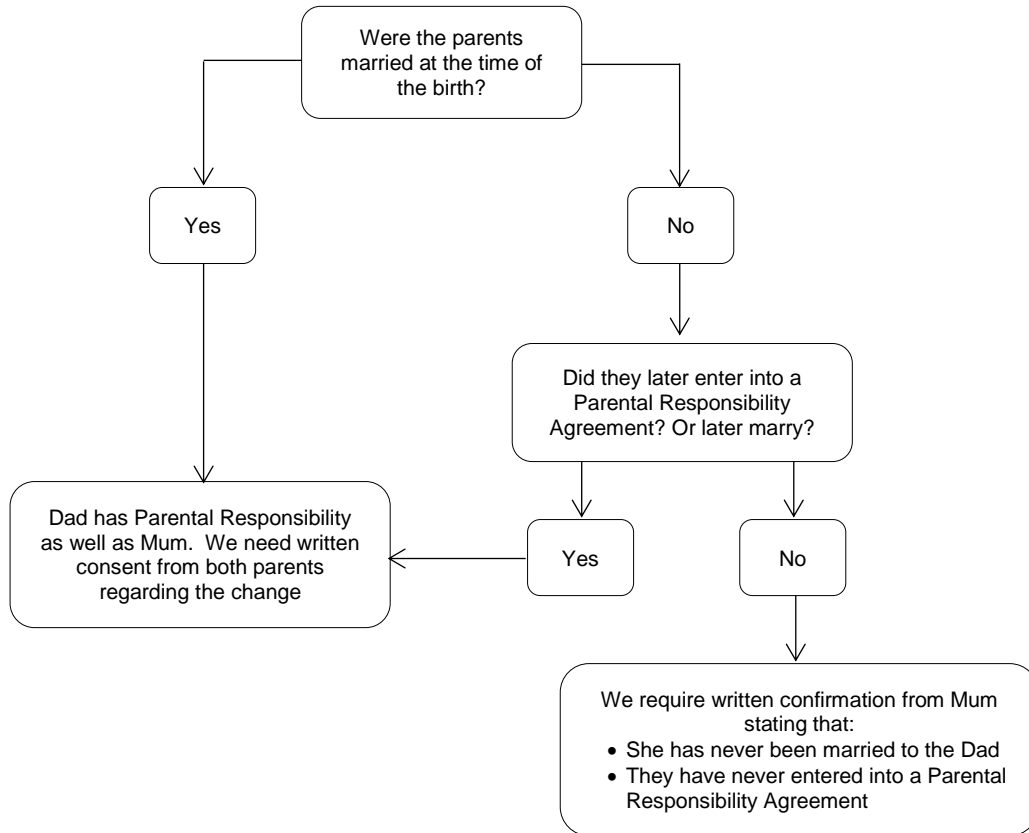 Were the parents
married at the time of
the birth?
Yes
No
Did they later enter into a
Parental Responsibility
Agreement? Or later marry?
Dad has Parental Responsibility
as well as Mum.  We need written
consent from both parents
regarding the change
Yes
No
We require written confirmation from Mum
stating that:
• She has never been married to the Dad
• They have never entered into a Parental
Responsibility Agreement